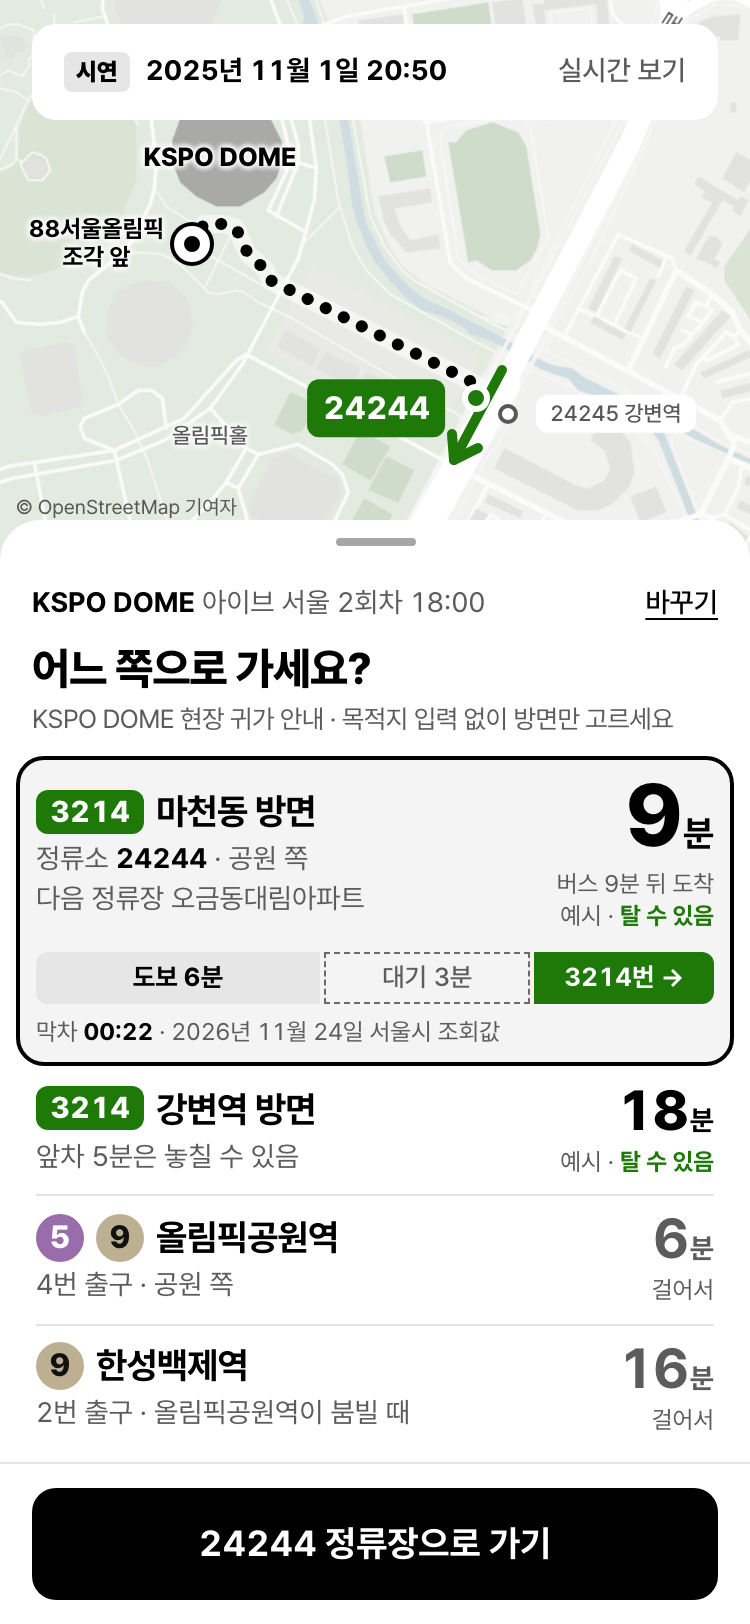 시연 2025년 11월 1일 20:50 실시간 보기
KSPO DOME
88서울올림픽
조각 앞
24244
24245 강변역
올림픽홀
© OpenStreetMap 기여자
KSPO DOME 아이브 서울 2회차 18:00 바꾸기
어느 쪽으로 가세요?
KSPO DOME 현장 귀가 안내 · 목적지 입력 없이 방면만 고르세요
3214 마천동 방면 9분
정류소 24244 · 공원 쪽
다음 정류장 오금동대림아파트
버스 9분 뒤 도착
예시 · 탈 수 있음
도보 6분 대기 3분 3214번 →
막차 00:22 · 2026년 11월 24일 서울시 조회값
3214 강변역 방면 18분
앞차 5분은 놓칠 수 있음 예시 · 탈 수 있음
5 9 올림픽공원역 6분
4번 출구 · 공원 쪽 걸어서
9 한성백제역 16분
2번 출구 · 올림픽공원역이 붐빌 때 걸어서
24244 정류장으로 가기